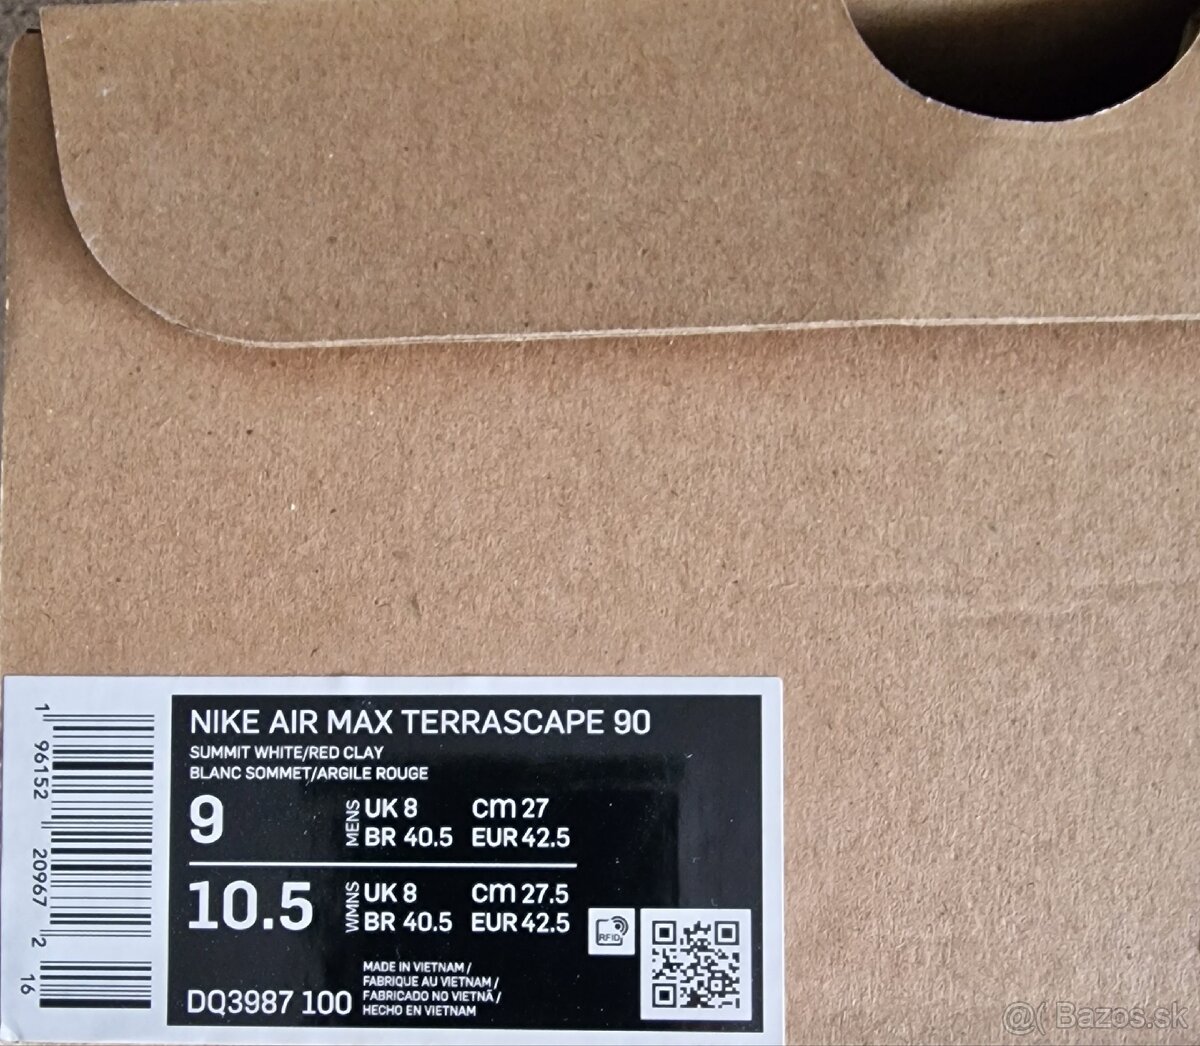 NIKE AIR MAX TERRASCAPE 90
SUMMIT WHITE/RED CLAY
BLANC SOMMET/ARGILE ROUGE
9
MENS
UK 8 cm 27
BR 40.5 EUR 42.5
10.5
WMNS
UK 8 cm 27.5
BR 40.5 EUR 42.5
RFID
DQ3987 100
MADE IN VIETNAM /
FABRIQUE AU VIETNAM /
FABRICADO NO VIETNÃ /
HECHO EN VIETNAM
1 96152 20967 2 16
@( Bazos.sk